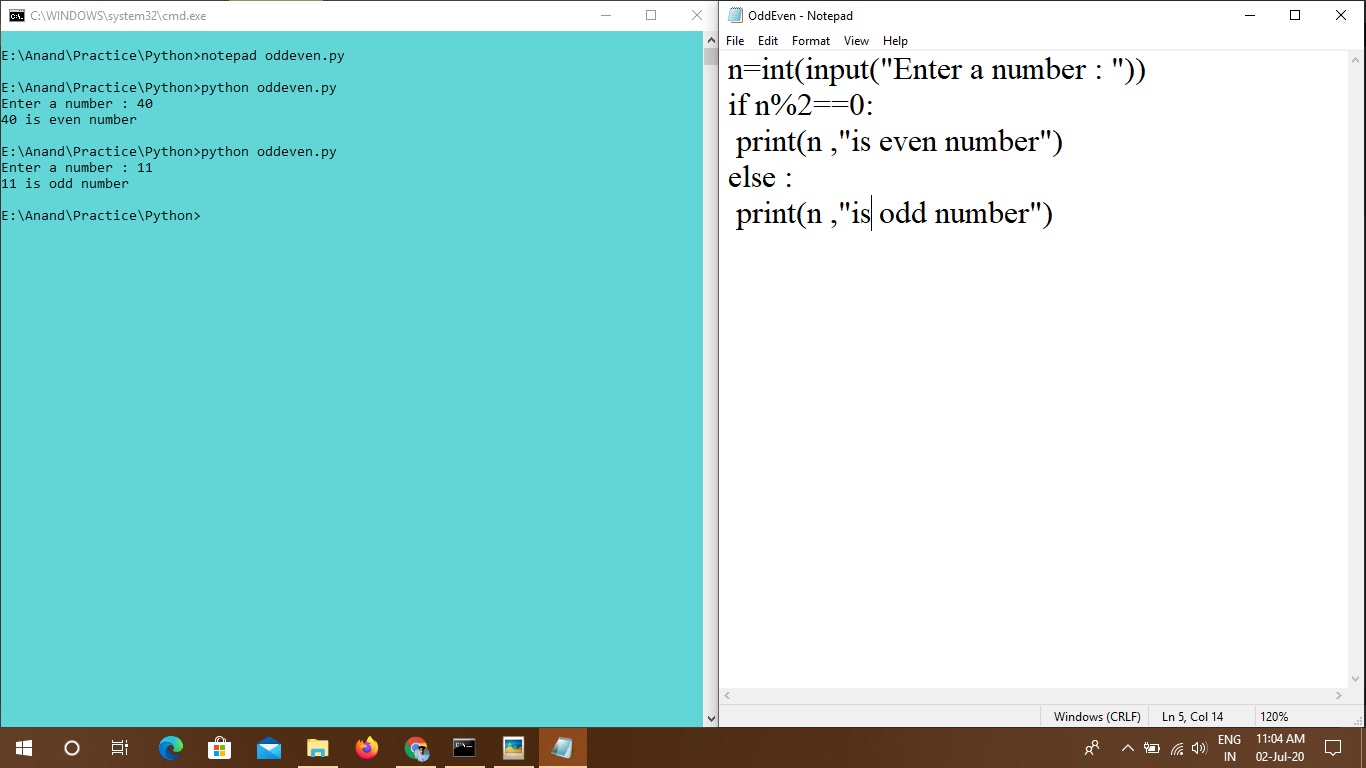 C:\WINDOWS\system32\cmd.exe
E:\Anand\Practice\Python>notepad oddeven.py
E:\Anand\Practice\Python>python oddeven.py
Enter a number : 40
40 is even number
E:\Anand\Practice\Python>python oddeven.py
Enter a number : 11
11 is odd number
E:\Anand\Practice\Python>
OddEven - Notepad
File Edit Format View Help
n=int(input("Enter a number : "))
if n%2==0:
 print(n ,"is even number")
else :
 print(n ,"is odd number")
Windows (CRLF) Ln 5, Col 14 120%
ENG 11:04 AM
IN 02-Jul-20